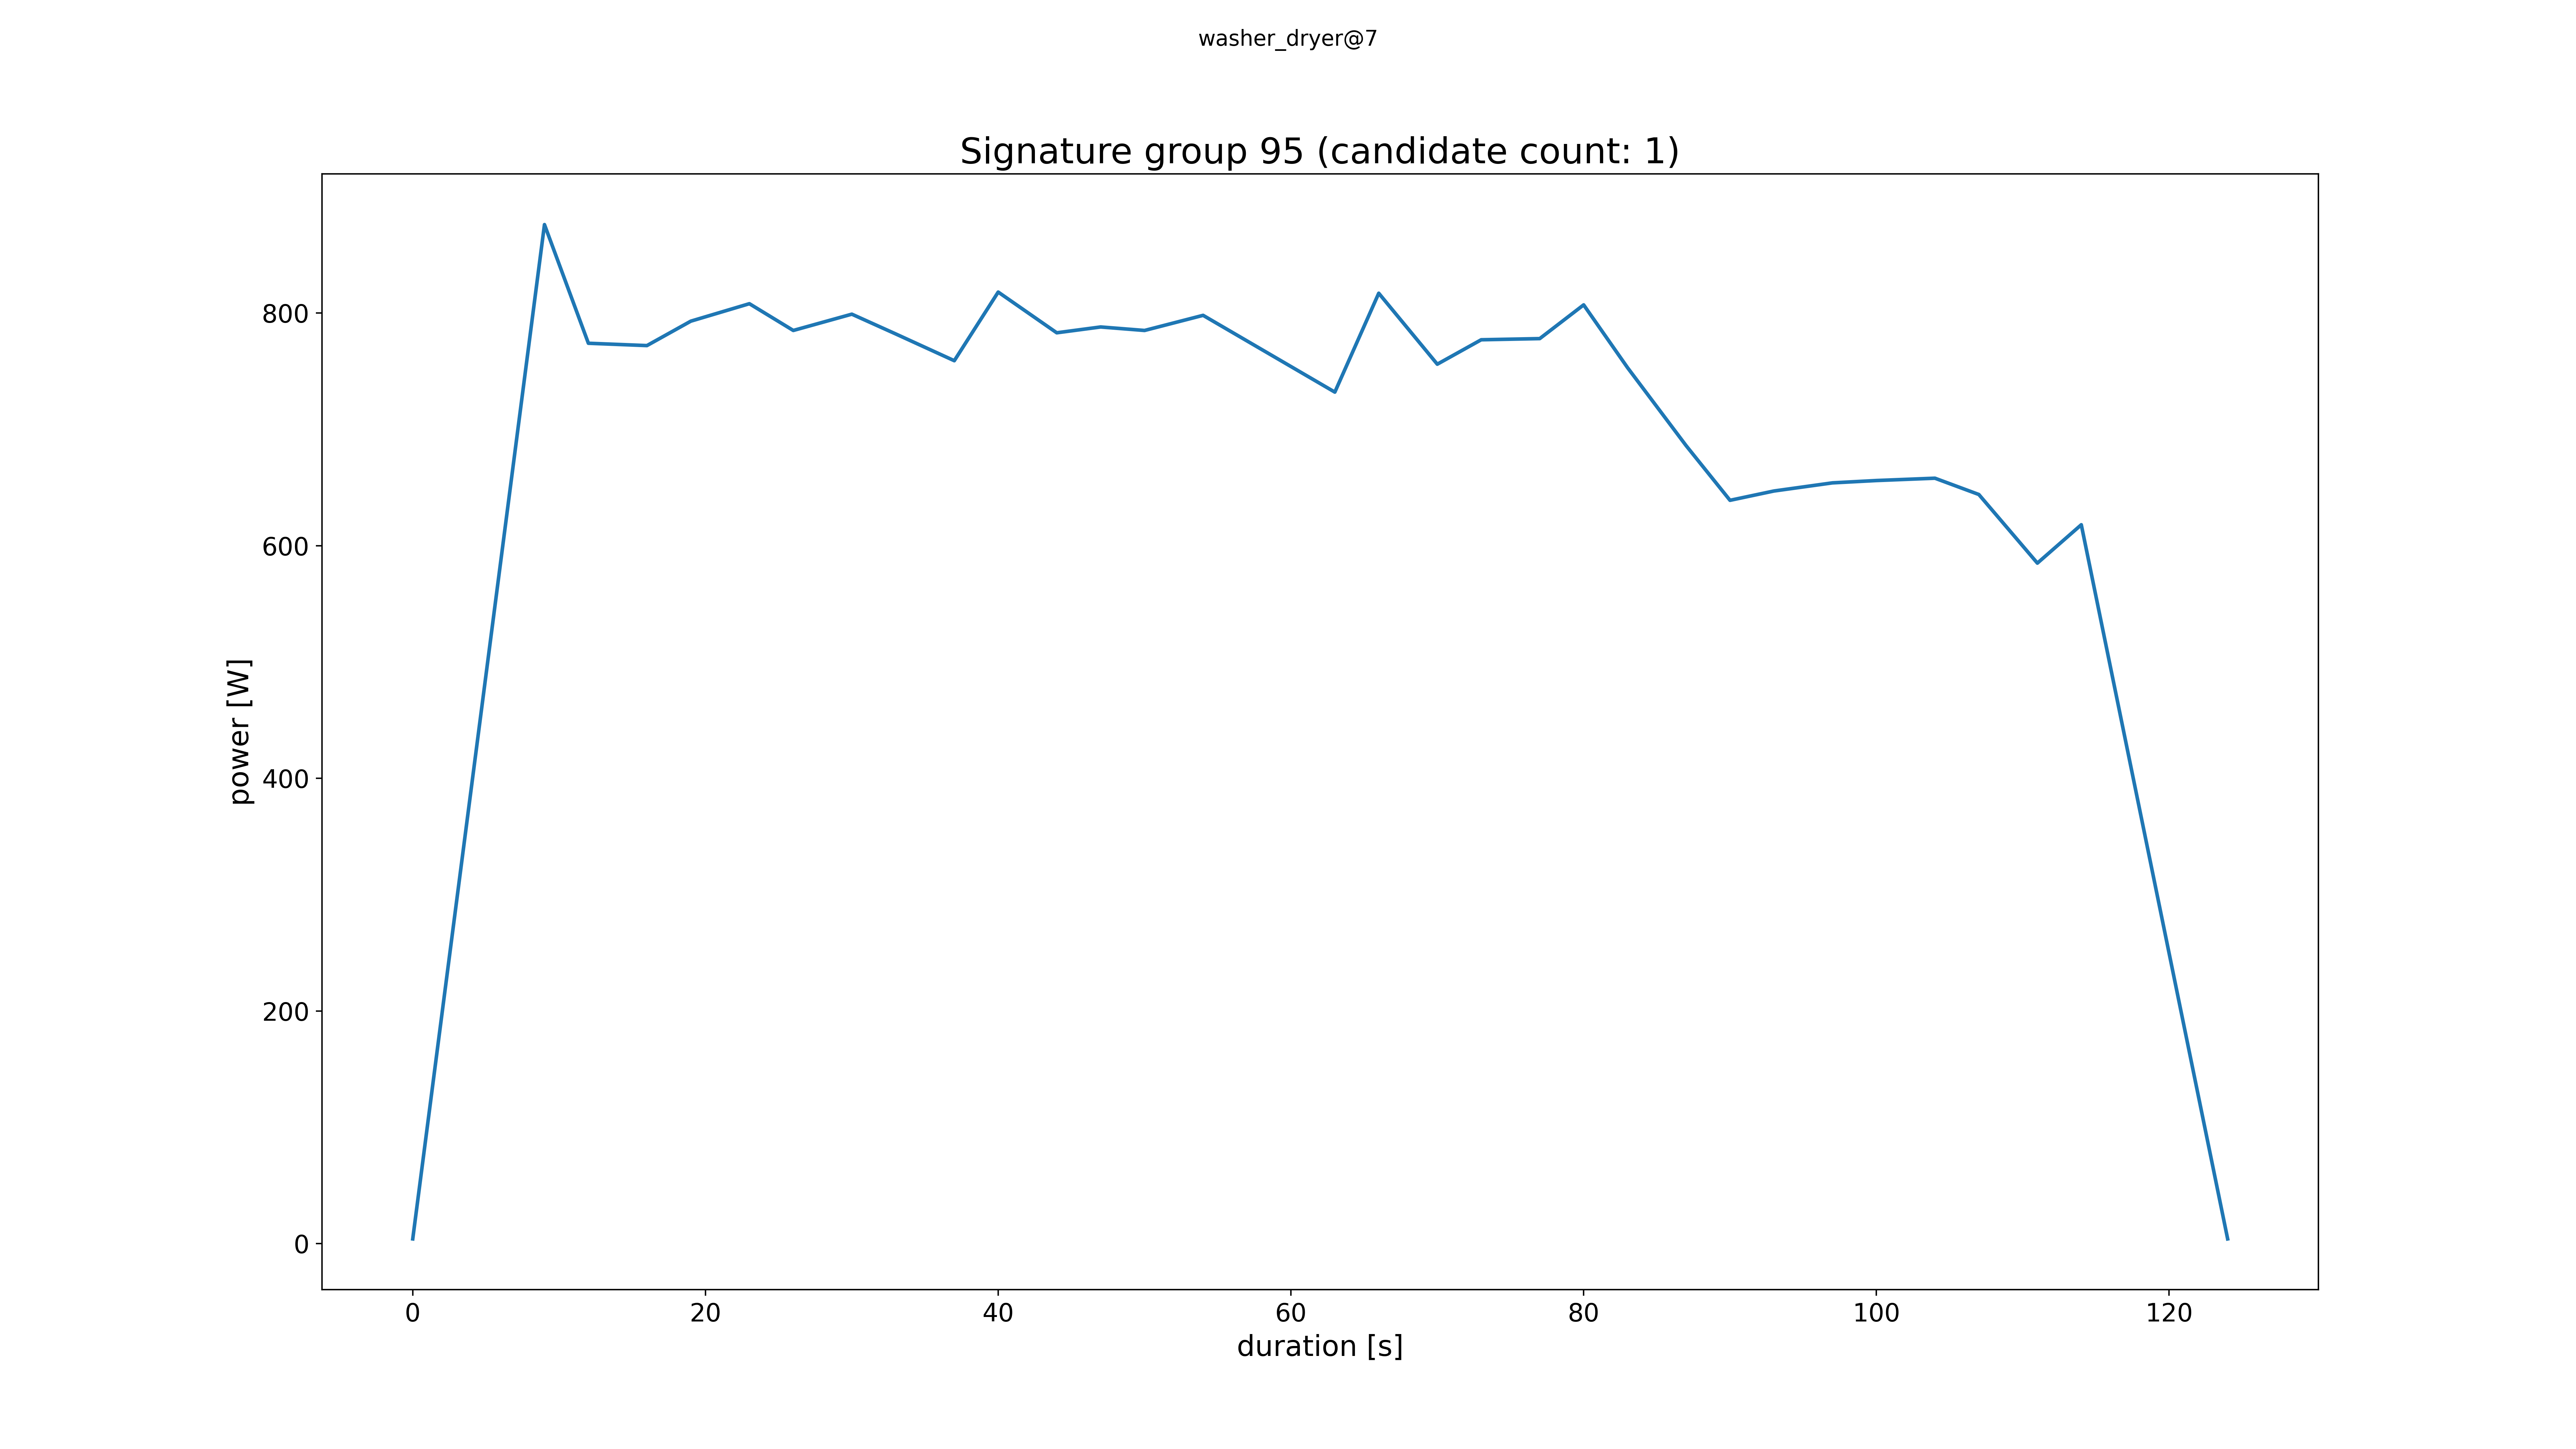 washer_dryer@7
Signature group 95 (candidate count: 1)
800
600
400
200
0
power [W]
0 20 40 60 80 100 120
duration [s]